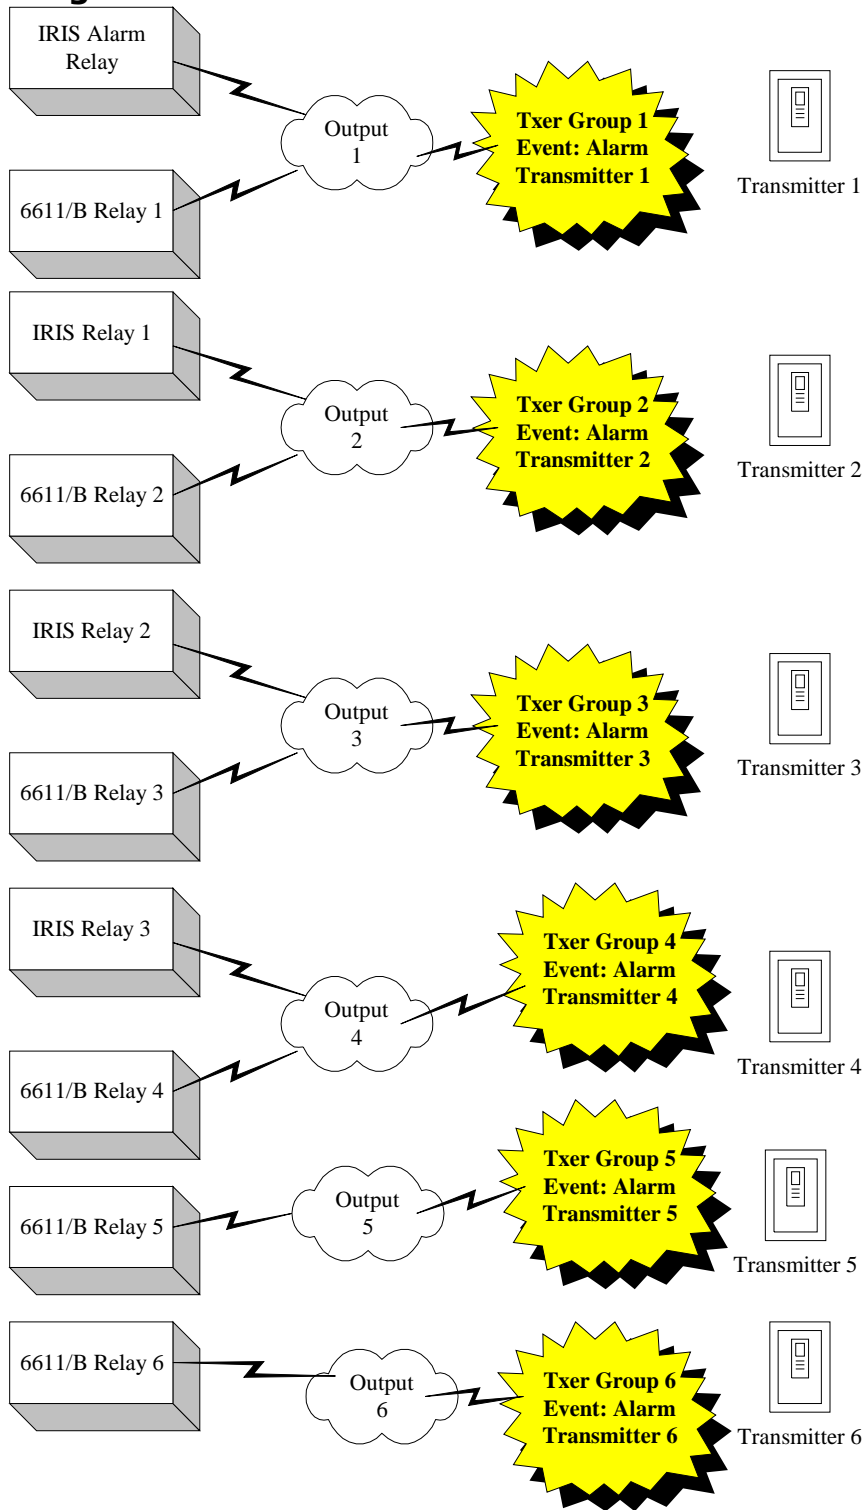 IRIS Alarm
Relay
Output
1
Txer Group 1
Event: Alarm
Transmitter 1
Transmitter 1
6611/B Relay 1
IRIS Relay 1
Output
2
Txer Group 2
Event: Alarm
Transmitter 2
Transmitter 2
6611/B Relay 2
IRIS Relay 2
Output
3
Txer Group 3
Event: Alarm
Transmitter 3
Transmitter 3
6611/B Relay 3
IRIS Relay 3
Output
4
Txer Group 4
Event: Alarm
Transmitter 4
Transmitter 4
6611/B Relay 4
6611/B Relay 5
Output
5
Txer Group 5
Event: Alarm
Transmitter 5
Transmitter 5
6611/B Relay 6
Output
6
Txer Group 6
Event: Alarm
Transmitter 6
Transmitter 6